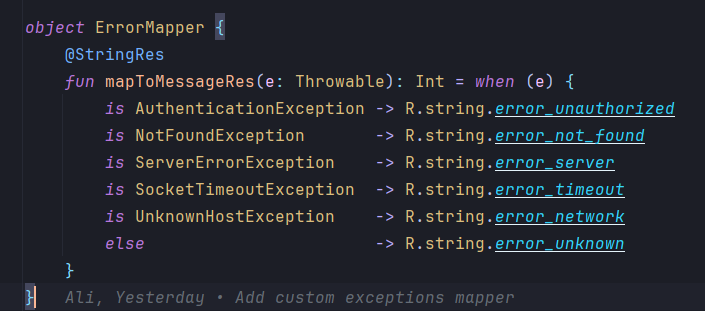 object ErrorMapper {
    @StringRes
    fun mapToMessageRes(e: Throwable): Int = when (e) {
        is AuthenticationException -> R.string.error_unauthorized
        is NotFoundException       -> R.string.error_not_found
        is ServerErrorException    -> R.string.error_server
        is SocketTimeoutException  -> R.string.error_timeout
        is UnknownHostException    -> R.string.error_network
        else                       -> R.string.error_unknown
    }
}   Ali, Yesterday • Add custom exceptions mapper